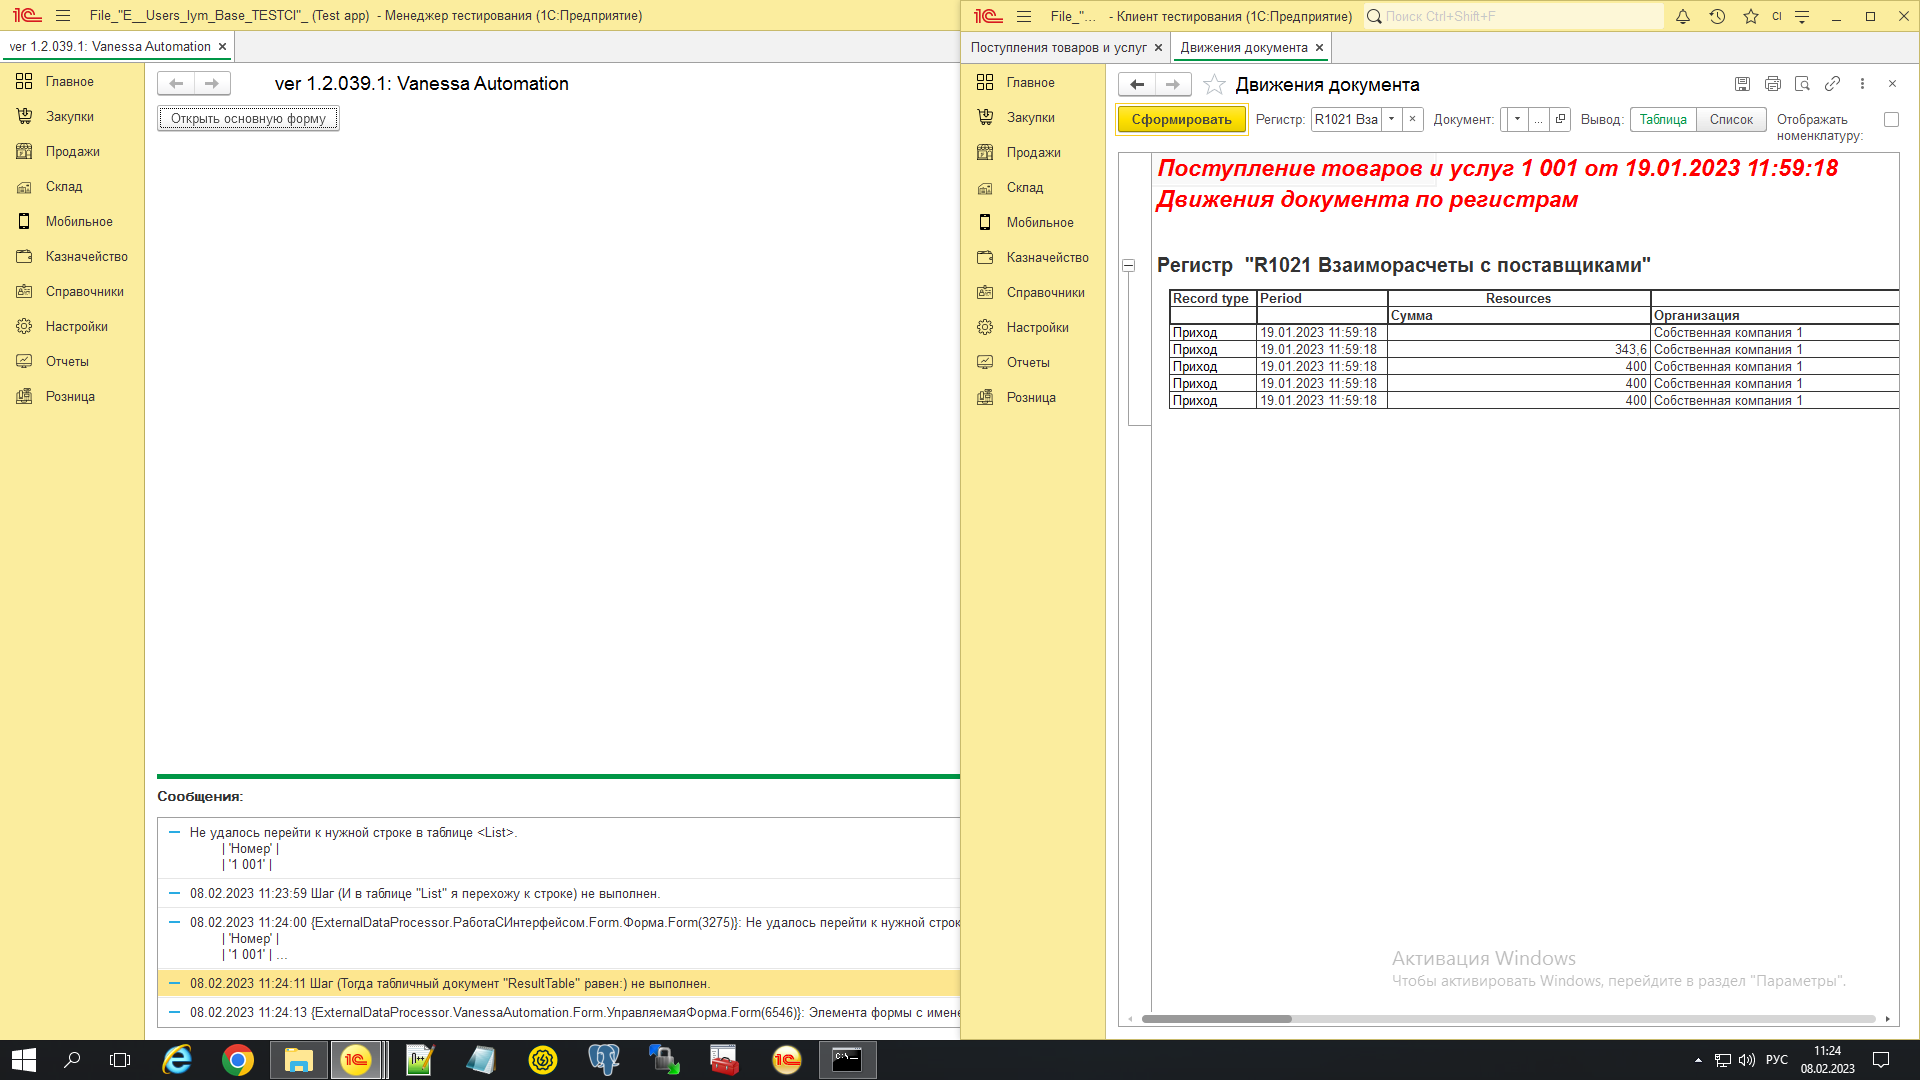 File_"E__Users_lym_Base_TESTCI"_ (Test app) - Менеджер тестирования (1С:Предприятие)
ver 1.2.039.1: Vanessa Automation
Главное
Закупки
Продажи
Склад
Мобильное
Казначейство
Справочники
Настройки
Отчеты
Розница
ver 1.2.039.1: Vanessa Automation
Открыть основную форму
Сообщения:
Не удалось перейти к нужной строке в таблице <List>.
| 'Номер' |
| '1 001' |
08.02.2023 11:23:59 Шаг (И в таблице "List" я перехожу к строке) не выполнен.
08.02.2023 11:24:00 {ExternalDataProcessor.РаботаСИнтерфейсом.Form.Форма.Form(3275)}: Не удалось перейти к нужной строк
| 'Номер' |
| '1 001' | ...
08.02.2023 11:24:11 Шаг (Тогда табличный документ "ResultTable" равен:) не выполнен.
08.02.2023 11:24:13 {ExternalDataProcessor.VanessaAutomation.Form.УправляемаяФорма.Form(6546)}: Элемента формы с имене
File_"... - Клиент тестирования (1С:Предприятие)
Поиск Ctrl+Shift+F
CI
Поступления товаров и услуг
Движения документа
Главное
Закупки
Продажи
Склад
Мобильное
Казначейство
Справочники
Настройки
Отчеты
Розница
Движения документа
Сформировать
Регистр: R1021 Вза
Документ: ...
Вывод: Таблица Список
Отображать
номенклатуру:
Поступление товаров и услуг 1 001 от 19.01.2023 11:59:18
Движения документа по регистрам
Регистр "R1021 Взаиморасчеты с поставщиками"
Record type Period Resources
Сумма Организация
Приход 19.01.2023 11:59:18 Собственная компания 1
Приход 19.01.2023 11:59:18 343,6 Собственная компания 1
Приход 19.01.2023 11:59:18 400 Собственная компания 1
Приход 19.01.2023 11:59:18 400 Собственная компания 1
Приход 19.01.2023 11:59:18 400 Собственная компания 1
Активация Windows
Чтобы активировать Windows, перейдите в раздел "Параметры".
РУС
11:24
08.02.2023